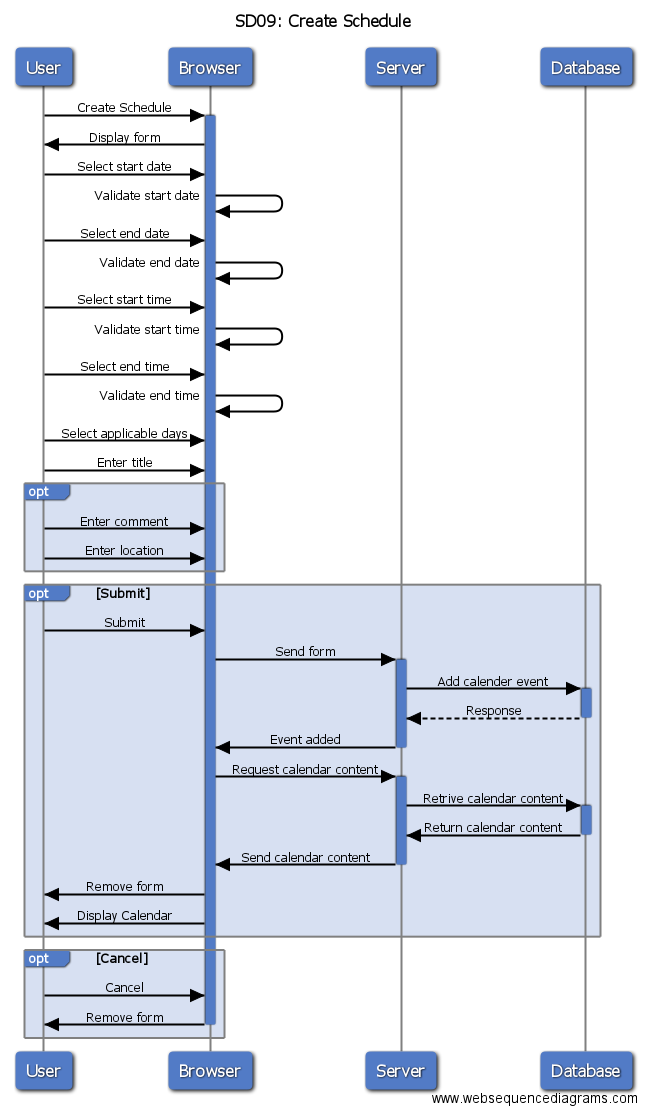 SD09: Create Schedule
User Browser Server Database
Create Schedule
Display form
Select start date
Validate start date
Select end date
Validate end date
Select start time
Validate start time
Select end time
Validate end time
Select applicable days
Enter title
opt
Enter comment
Enter location
opt [Submit]
Submit
Send form
Add calender event
Response
Event added
Request calendar content
Retrive calendar content
Return calendar content
Send calendar content
Remove form
Display Calendar
opt [Cancel]
Cancel
Remove form
User Browser Server Database
www.websequencediagrams.com